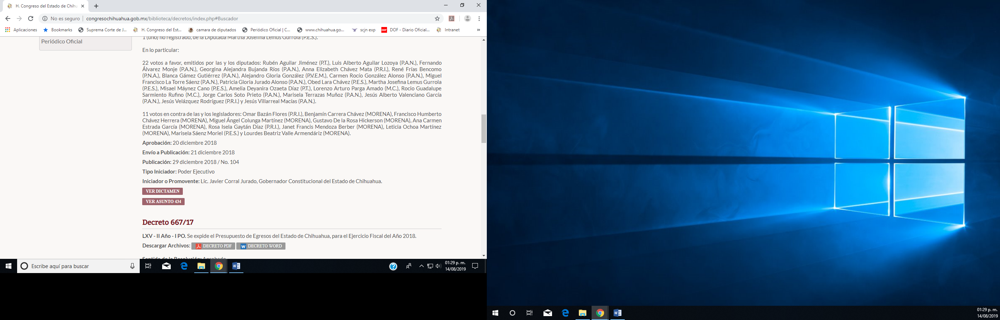 H. Congreso del Estado de Chihu
No es seguro | congresochihuahua.gob.mx/biblioteca/decretos/index.php#Buscador
Aplicaciones Bookmarks Suprema Corte de J... H. Congreso del Est... camara de diputados Periódico Oficial | C... www.chihuahua.go... scjn exp DOF - Diario Oficial... Intranet »
Periódico Oficial
1 (uno) no registrado, de la Diputada Martha Josefina Lemus Gurrola (P.E.S.).
En lo particular:
22 votos a favor, emitidos por las y los diputados: Rubén Aguilar Jiménez (P.T.), Luis Alberto Aguilar Lozoya (P.A.N.), Fernando
Álvarez Monje (P.A.N.), Georgina Alejandra Bujanda Ríos (P.A.N.), Anna Elizabeth Chávez Mata (P.R.I.), René Frías Bencomo
(P.N.A.), Blanca Gámez Gutiérrez (P.A.N.), Alejandro Gloria González (P.V.E.M.), Carmen Rocío González Alonso (P.A.N.), Miguel
Francisco La Torre Sáenz (P.A.N.), Patricia Gloria Jurado Alonso (P.A.N.), Obed Lara Chávez (P.E.S.), Martha Josefina Lemus Gurrola
(P.E.S.), Misael Máynez Cano (P.E.S.), Amelia Deyanira Ozaeta Díaz (P.T.), Lorenzo Arturo Parga Amado (M.C.), Rocio Guadalupe
Sarmiento Rufino (M.C.), Jorge Carlos Soto Prieto (P.A.N.), Marisela Terrazas Muñoz (P.A.N.), Jesús Alberto Valenciano García
(P.A.N.), Jesús Velázquez Rodríguez (P.R.I.) y Jesús Villarreal Macías (P.A.N.).
11 votos en contra de las y los legisladores: Omar Bazán Flores (P.R.I.), Benjamín Carrera Chávez (MORENA), Francisco Humberto
Chávez Herrera (MORENA), Miguel Ángel Colunga Martínez (MORENA), Gustavo De la Rosa Hickerson (MORENA), Ana Carmen
Estrada García (MORENA), Rosa Isela Gaytán Díaz (P.R.I.), Janet Francis Mendoza Berber (MORENA), Leticia Ochoa Martínez
(MORENA), Marisela Sáenz Moriel (P.E.S.) y Lourdes Beatriz Valle Armendáriz (MORENA).
Aprobación: 20 diciembre 2018
Envío a Publicación: 21 diciembre 2018
Publicación: 29 diciembre 2018 / No. 104
Tipo Iniciador: Poder Ejecutivo
Iniciador o Promovente: Lic. Javier Corral Jurado, Gobernador Constitucional del Estado de Chihuahua.
VER DICTAMEN
VER ASUNTO 434
Decreto 667/17
LXV - II Año - I PO. Se expide el Presupuesto de Egresos del Estado de Chihuahua, para el Ejercicio Fiscal del Año 2018.
Descargar Archivos: DECRETO PDF DECRETO WORD
Sentido de la Resolución: Aprobado
Escribe aquí para buscar
01:29 p. m.
14/08/2019
01:29 p. m.
14/08/2019